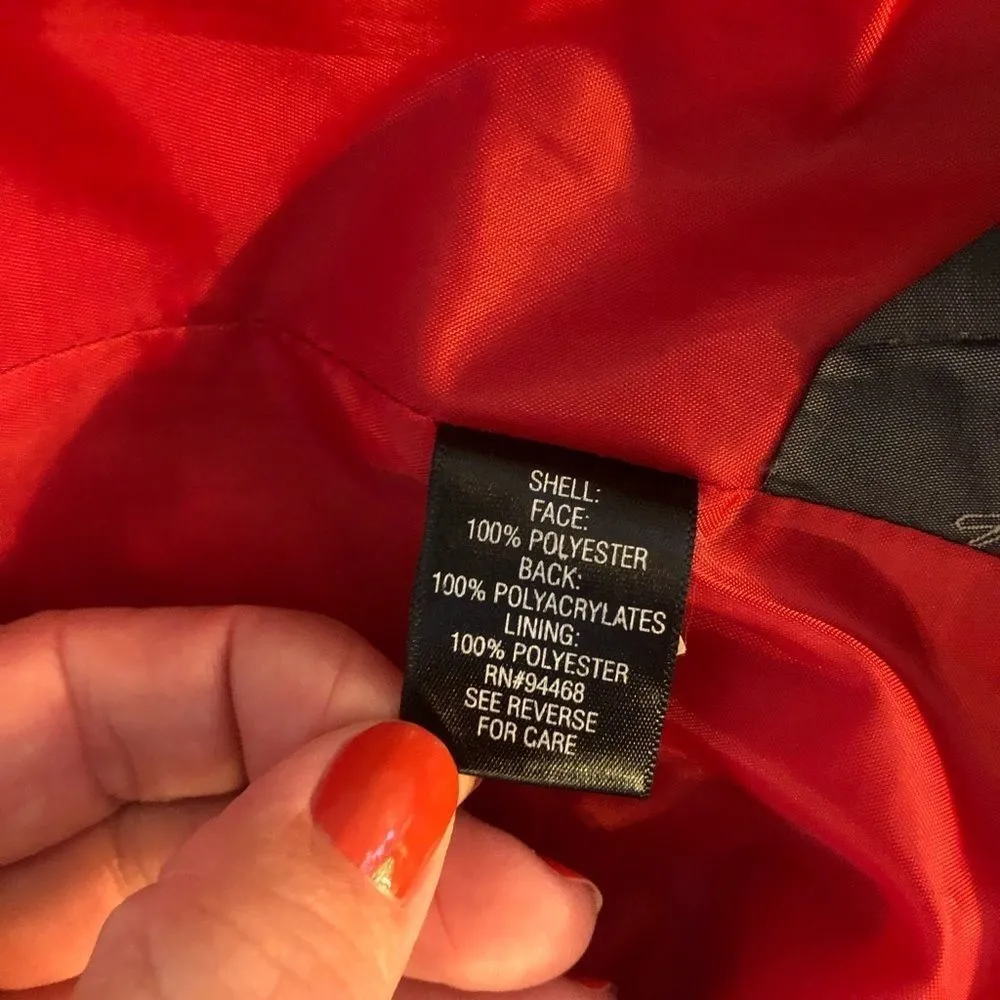 SHELL:
FACE:
100% POLYESTER
BACK:
100% POLYACRYLATES
LINING:
100% POLYESTER
RN#94468
SEE REVERSE
FOR CARE